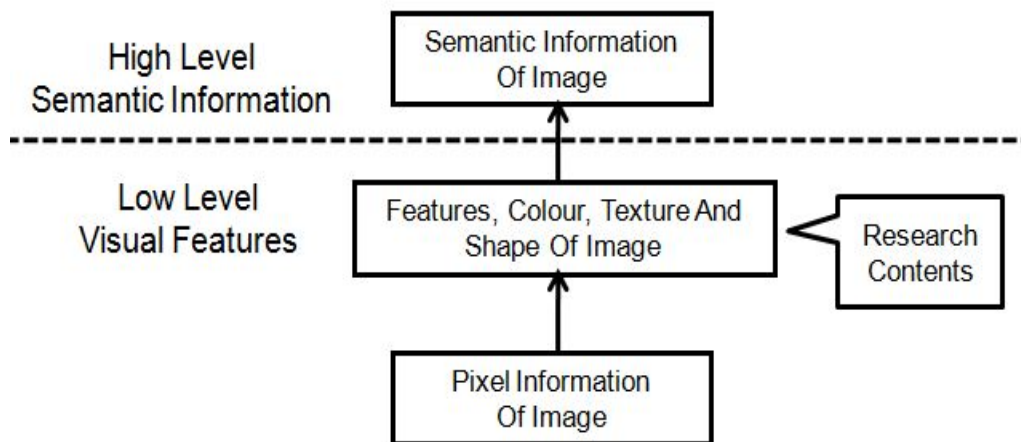 High Level
Semantic Information
Semantic Information
Of Image
Low Level
Visual Features
Features, Colour, Texture And
Shape Of Image
Research
Contents
Pixel Information
Of Image